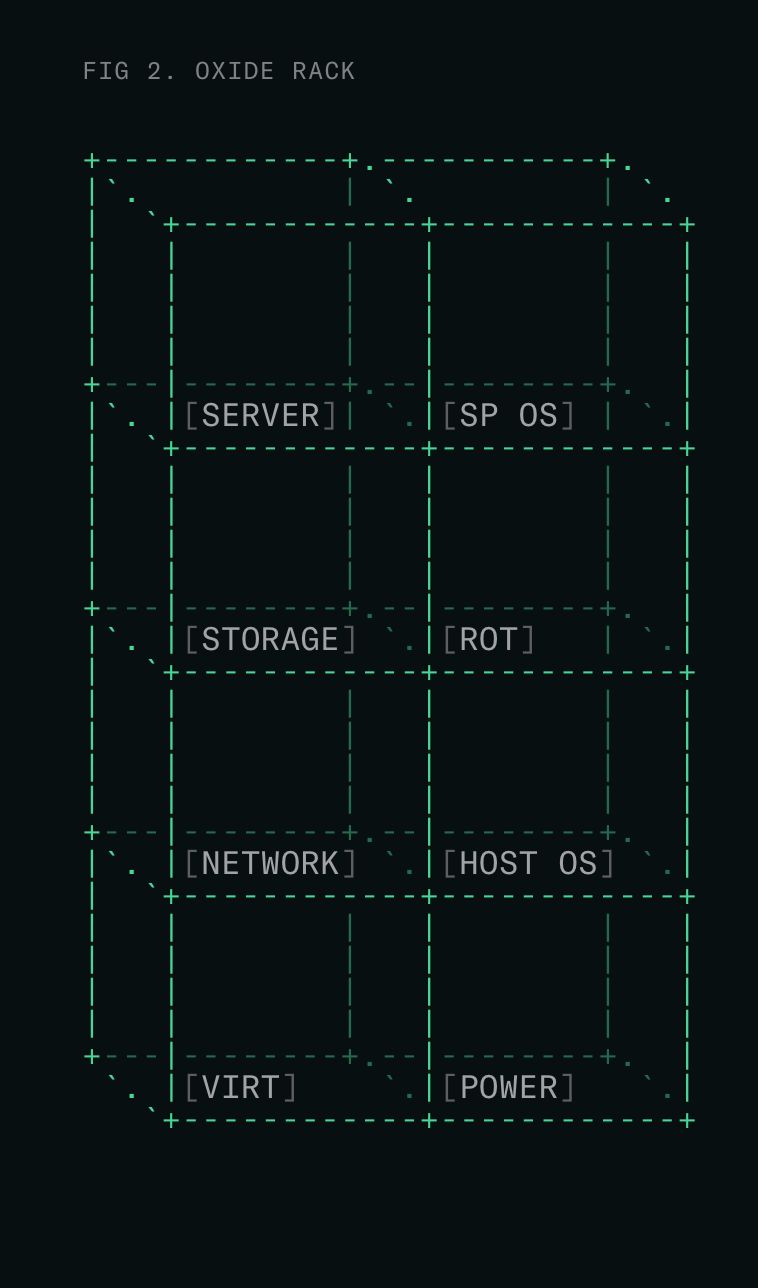 FIG 2. OXIDE RACK
[SERVER] [SP OS]
[STORAGE] [ROT]
[NETWORK] [HOST OS]
[VIRT] [POWER]